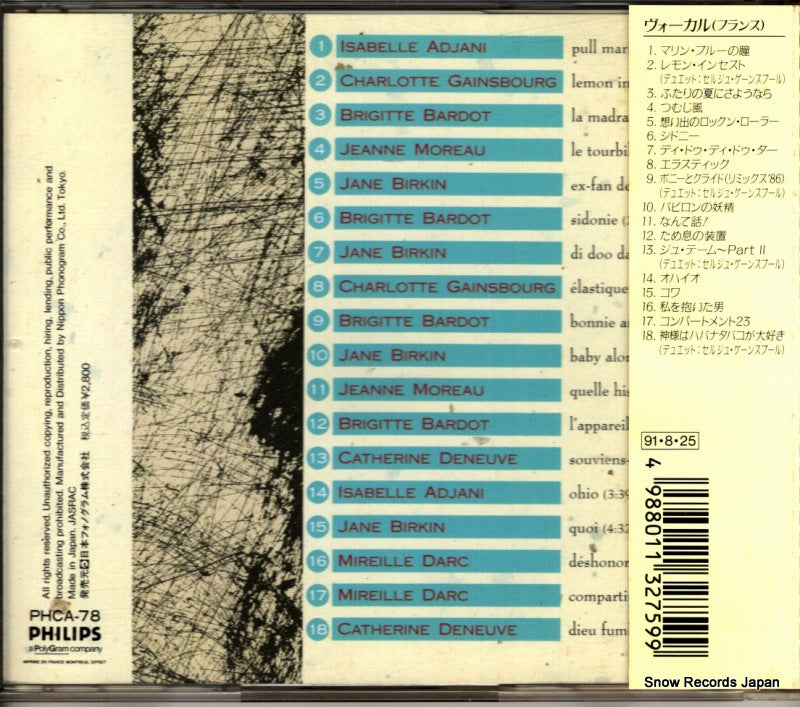 All rights reserved. Unauthorized copying, reproduction, hiring, lending, public performance and
broadcasting prohibited. Manufactured and Distributed by Nippon Phonogram Co., Ltd. Tokyo.
Made in Japan. JASRAC
発売元 日本フォノグラム株式会社 税込定価¥2,800
PHCA-78
PHILIPS
a PolyGram company
IMPRIME EN FRANCE MONTREUIL OFFSET
1 ISABELLE ADJANI pull mar
2 CHARLOTTE GAINSBOURG lemon in
3 BRIGITTE BARDOT la madra
4 JEANNE MOREAU le tourbi
5 JANE BIRKIN ex-fan de
6 BRIGITTE BARDOT sidonie (2
7 JANE BIRKIN di doo da
8 CHARLOTTE GAINSBOURG élastique
9 BRIGITTE BARDOT bonnie a
10 JANE BIRKIN baby alo
11 JEANNE MOREAU quelle his
12 BRIGITTE BARDOT l'appareil
13 CATHERINE DENEUVE souviens-
14 ISABELLE ADJANI ohio (3:39
15 JANE BIRKIN quoi (4:32
16 MIREILLE DARC déshonor
17 MIREILLE DARC comparti
18 CATHERINE DENEUVE dieu fum
ヴォーカル(フランス)
1. マリン・ブルーの瞳
2. レモン・インセスト
(デュエット:セルジュ・ゲーンスブール)
3. ふたりの夏にさようなら
4. つむじ風
5. 想い出のロックン・ローラー
6. シドニー
7. ディ・ドゥ・ディ・ドゥ・ダー
8. エラスティック
9. ボニーとクライド(リミックス'86)
(デュエット:セルジュ・ゲーンスブール)
10. バビロンの妖精
11. なんて話!
12. ため息の装置
13. ジュ・テーム〜Part II
(デュエット:セルジュ・ゲーンスブール)
14. オハイオ
15. コワ
16. 私を抱いた男
17. コンパートメント23
18. 神様はハバナタバコが大好き
(デュエット:セルジュ・ゲーンスブール)
91・8・25
4 988011 327599
Snow Records Japan